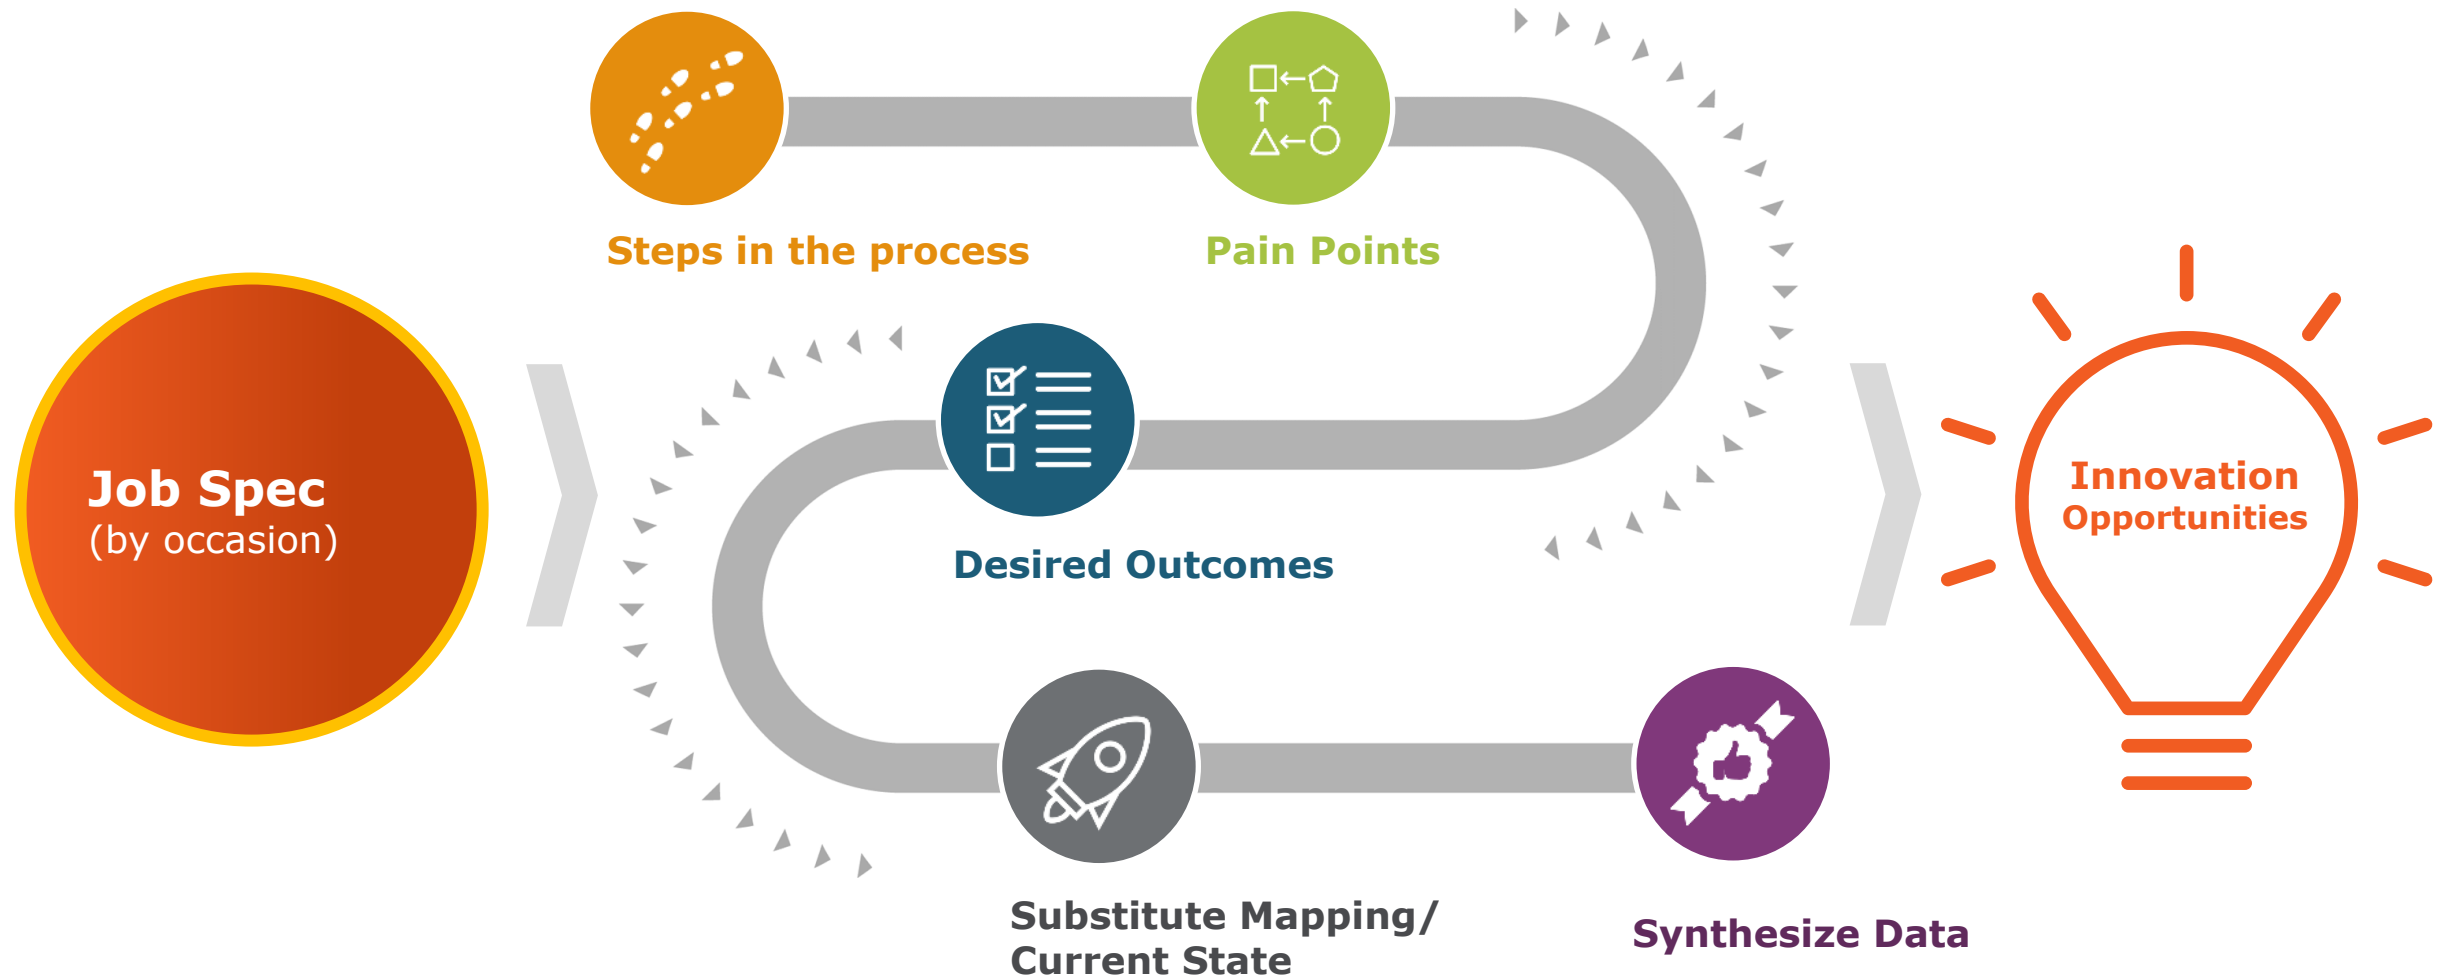 Steps in the process
Pain Points
Job Spec
(by occasion)
Desired Outcomes
Innovation
Opportunities
Substitute Mapping/
Current State
Synthesize Data